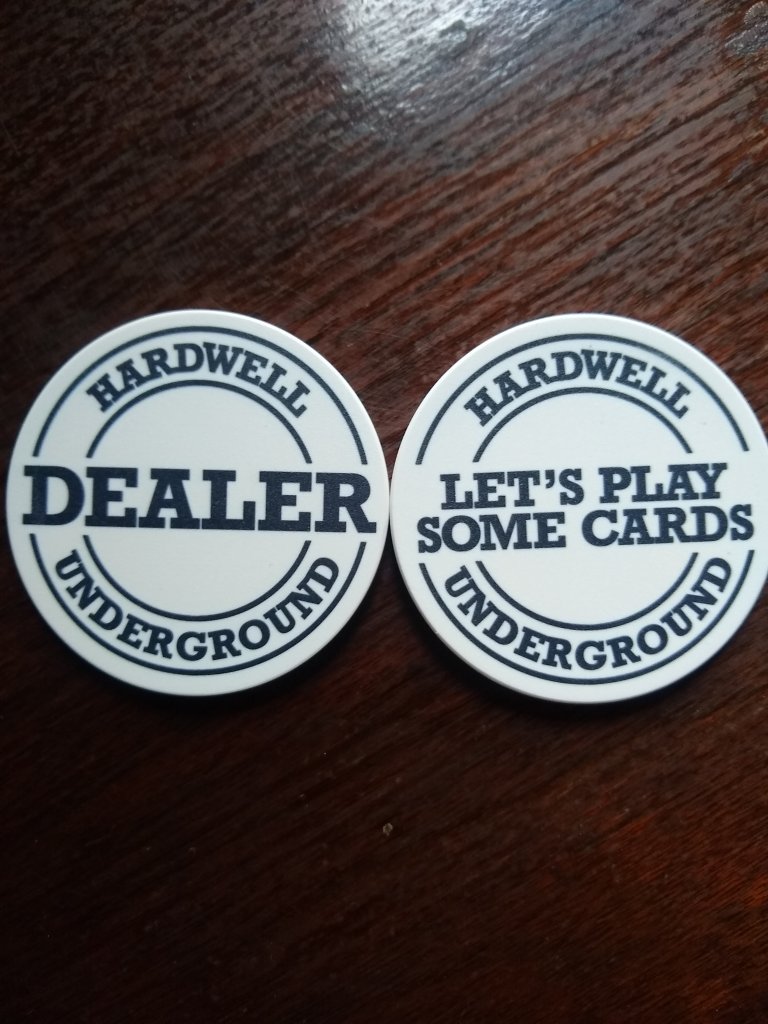 HARDWELL
DEALER
UNDERGROUND
HARDWELL
LET'S PLAY
SOME CARDS
UNDERGROUND